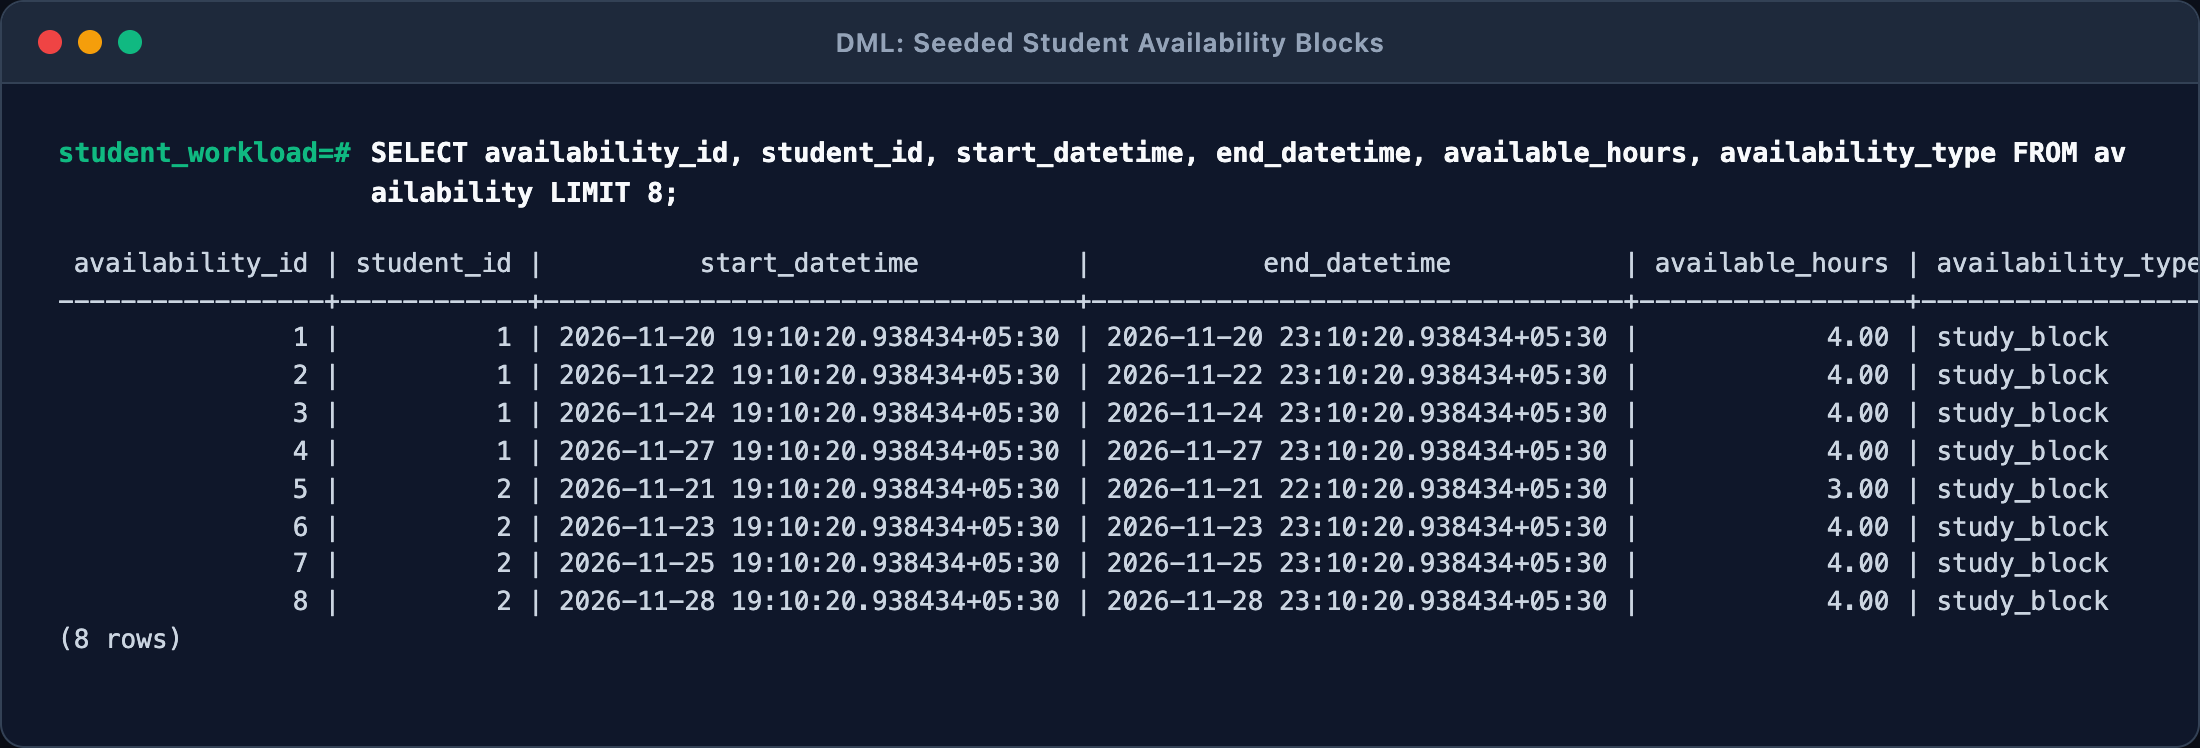 DML: Seeded Student Availability Blocks
student_workload=# SELECT availability_id, student_id, start_datetime, end_datetime, available_hours, availability_type FROM av
ailability LIMIT 8;
availability_id | student_id | start_datetime | end_datetime | available_hours | availability_type
-----------------+------------+----------------------------------+----------------------------------+-----------------+------------------
1 | 1 | 2026-11-20 19:10:20.938434+05:30 | 2026-11-20 23:10:20.938434+05:30 | 4.00 | study_block
2 | 1 | 2026-11-22 19:10:20.938434+05:30 | 2026-11-22 23:10:20.938434+05:30 | 4.00 | study_block
3 | 1 | 2026-11-24 19:10:20.938434+05:30 | 2026-11-24 23:10:20.938434+05:30 | 4.00 | study_block
4 | 1 | 2026-11-27 19:10:20.938434+05:30 | 2026-11-27 23:10:20.938434+05:30 | 4.00 | study_block
5 | 2 | 2026-11-21 19:10:20.938434+05:30 | 2026-11-21 22:10:20.938434+05:30 | 3.00 | study_block
6 | 2 | 2026-11-23 19:10:20.938434+05:30 | 2026-11-23 23:10:20.938434+05:30 | 4.00 | study_block
7 | 2 | 2026-11-25 19:10:20.938434+05:30 | 2026-11-25 23:10:20.938434+05:30 | 4.00 | study_block
8 | 2 | 2026-11-28 19:10:20.938434+05:30 | 2026-11-28 23:10:20.938434+05:30 | 4.00 | study_block
(8 rows)